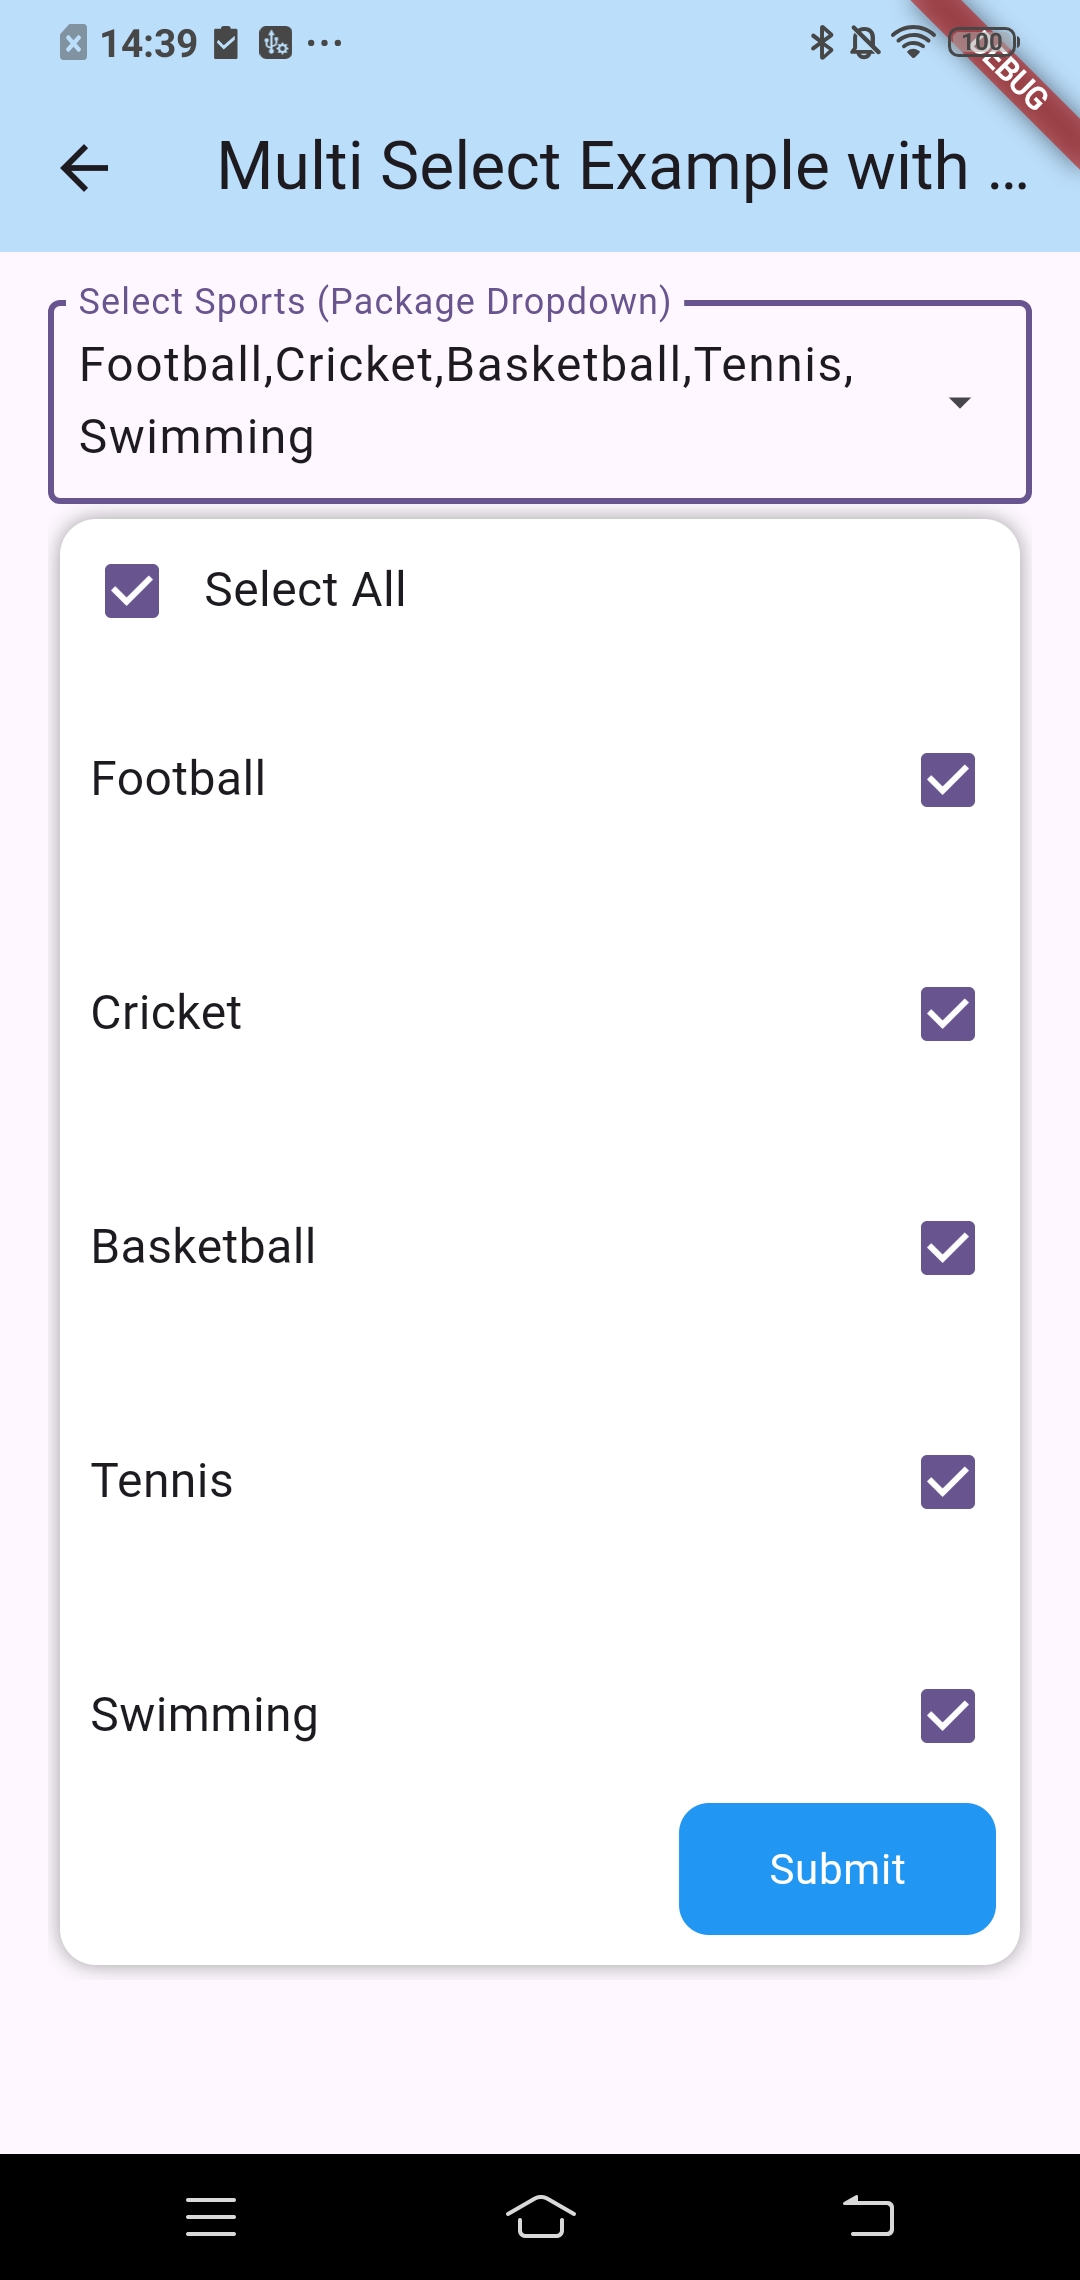 14:39
100
DEBUG
Multi Select Example with ...
Select Sports (Package Dropdown)
Football,Cricket,Basketball,Tennis,
Swimming
Select All
Football
Cricket
Basketball
Tennis
Swimming
Submit